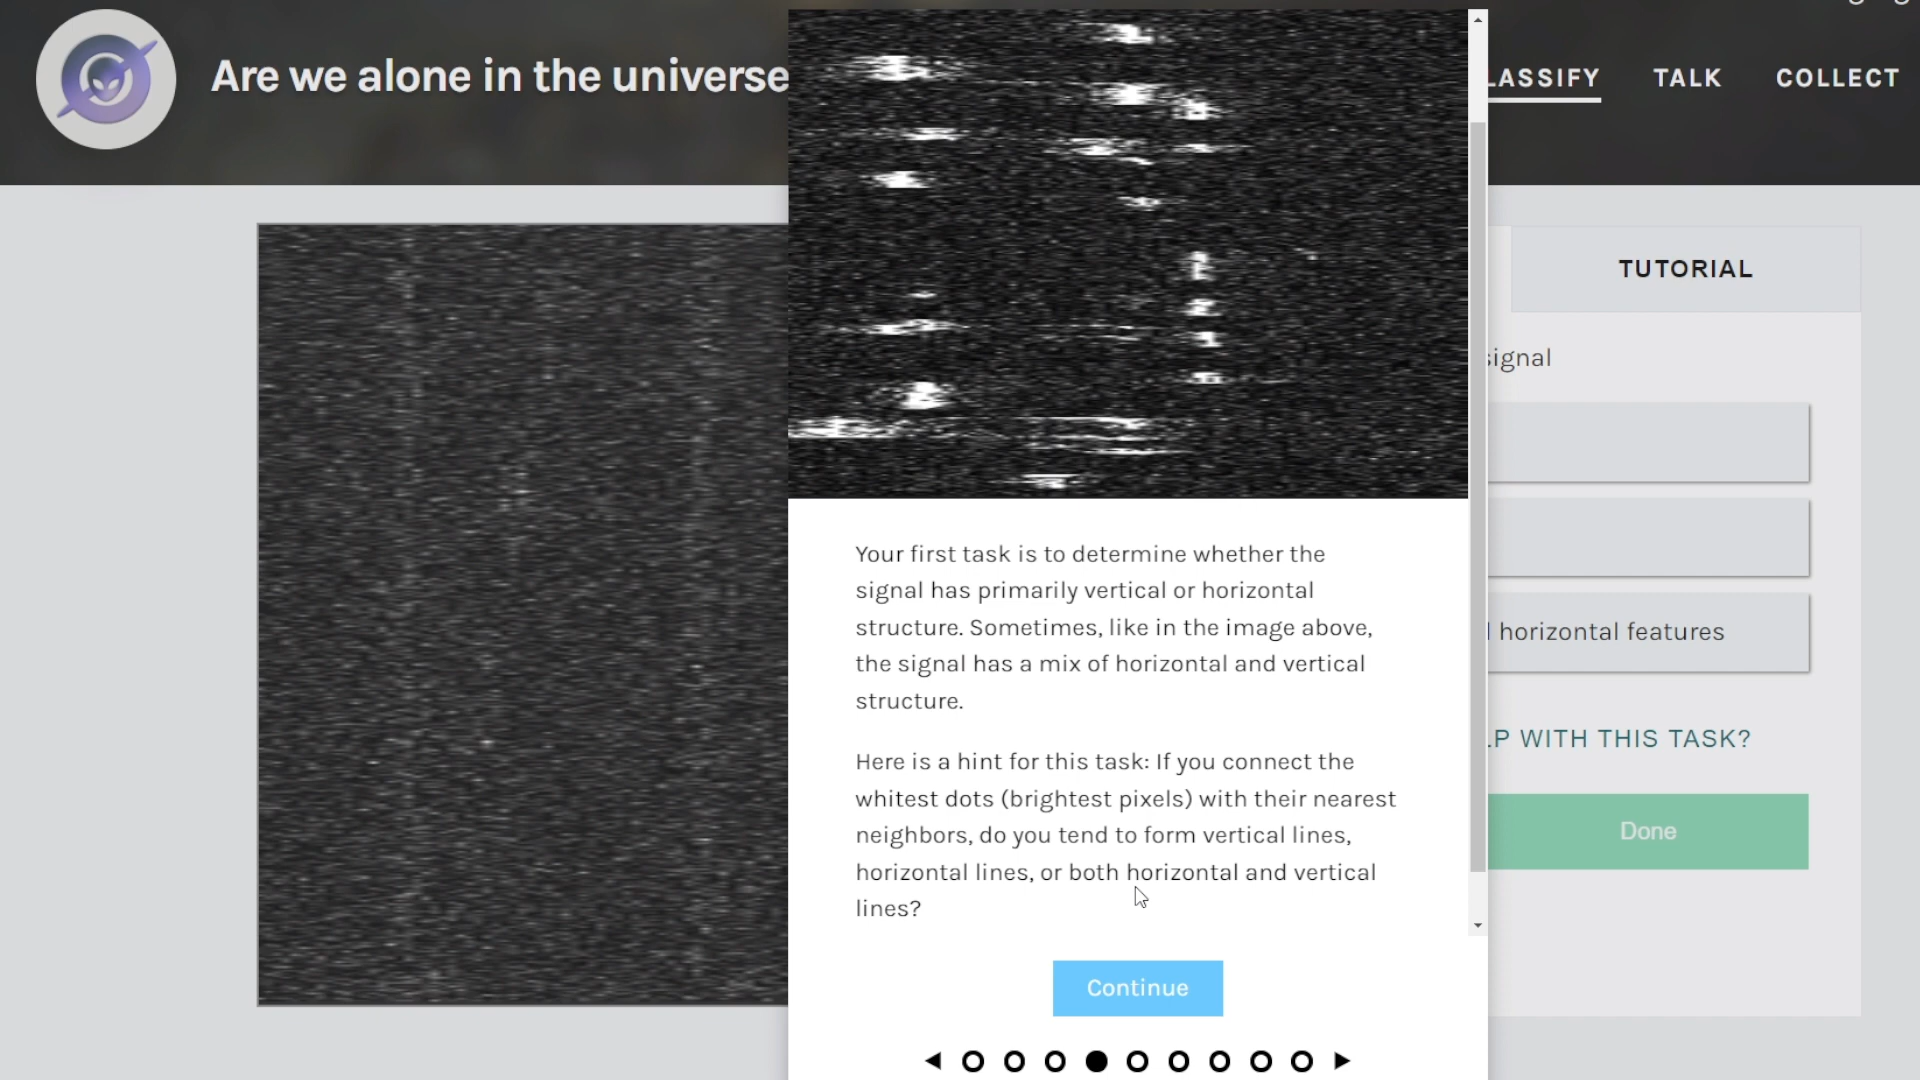 Are we alone in the universe
LASSIFY
TALK
COLLECT
TUTORIAL
signal
horizontal features
LP WITH THIS TASK?
Done
Your first task is to determine whether the
signal has primarily vertical or horizontal
structure. Sometimes, like in the image above,
the signal has a mix of horizontal and vertical
structure.
Here is a hint for this task: If you connect the
whitest dots (brightest pixels) with their nearest
neighbors, do you tend to form vertical lines,
horizontal lines, or both horizontal and vertical
lines?
Continue